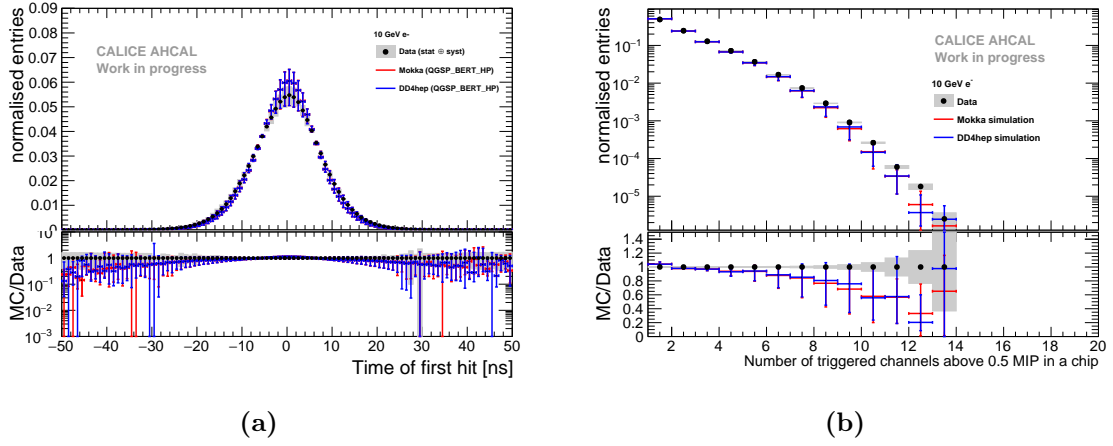 normalised entries
0.09
0.08
0.07
0.06
0.05
0.04
0.03
0.02
0.01
0
CALICE AHCAL
Work in progress
10 GeV e-
Data (stat ⊕ syst)
Mokka (QGSP_BERT_HP)
DD4hep (QGSP_BERT_HP)
MC/Data
10
1
10⁻¹
10⁻²
10⁻³
−50 −40 −30 −20 −10 0 10 20 30 40 50
Time of first hit [ns]
(a)
normalised entries
10⁻¹
10⁻²
10⁻³
10⁻⁴
10⁻⁵
CALICE AHCAL
Work in progress
10 GeV e⁻
Data
Mokka simulation
DD4hep simulation
MC/Data
1.4
1.2
1.0
0.8
0.6
0.4
0.2
0
2 4 6 8 10 12 14 16 18 20
Number of triggered channels above 0.5 MIP in a chip
(b)